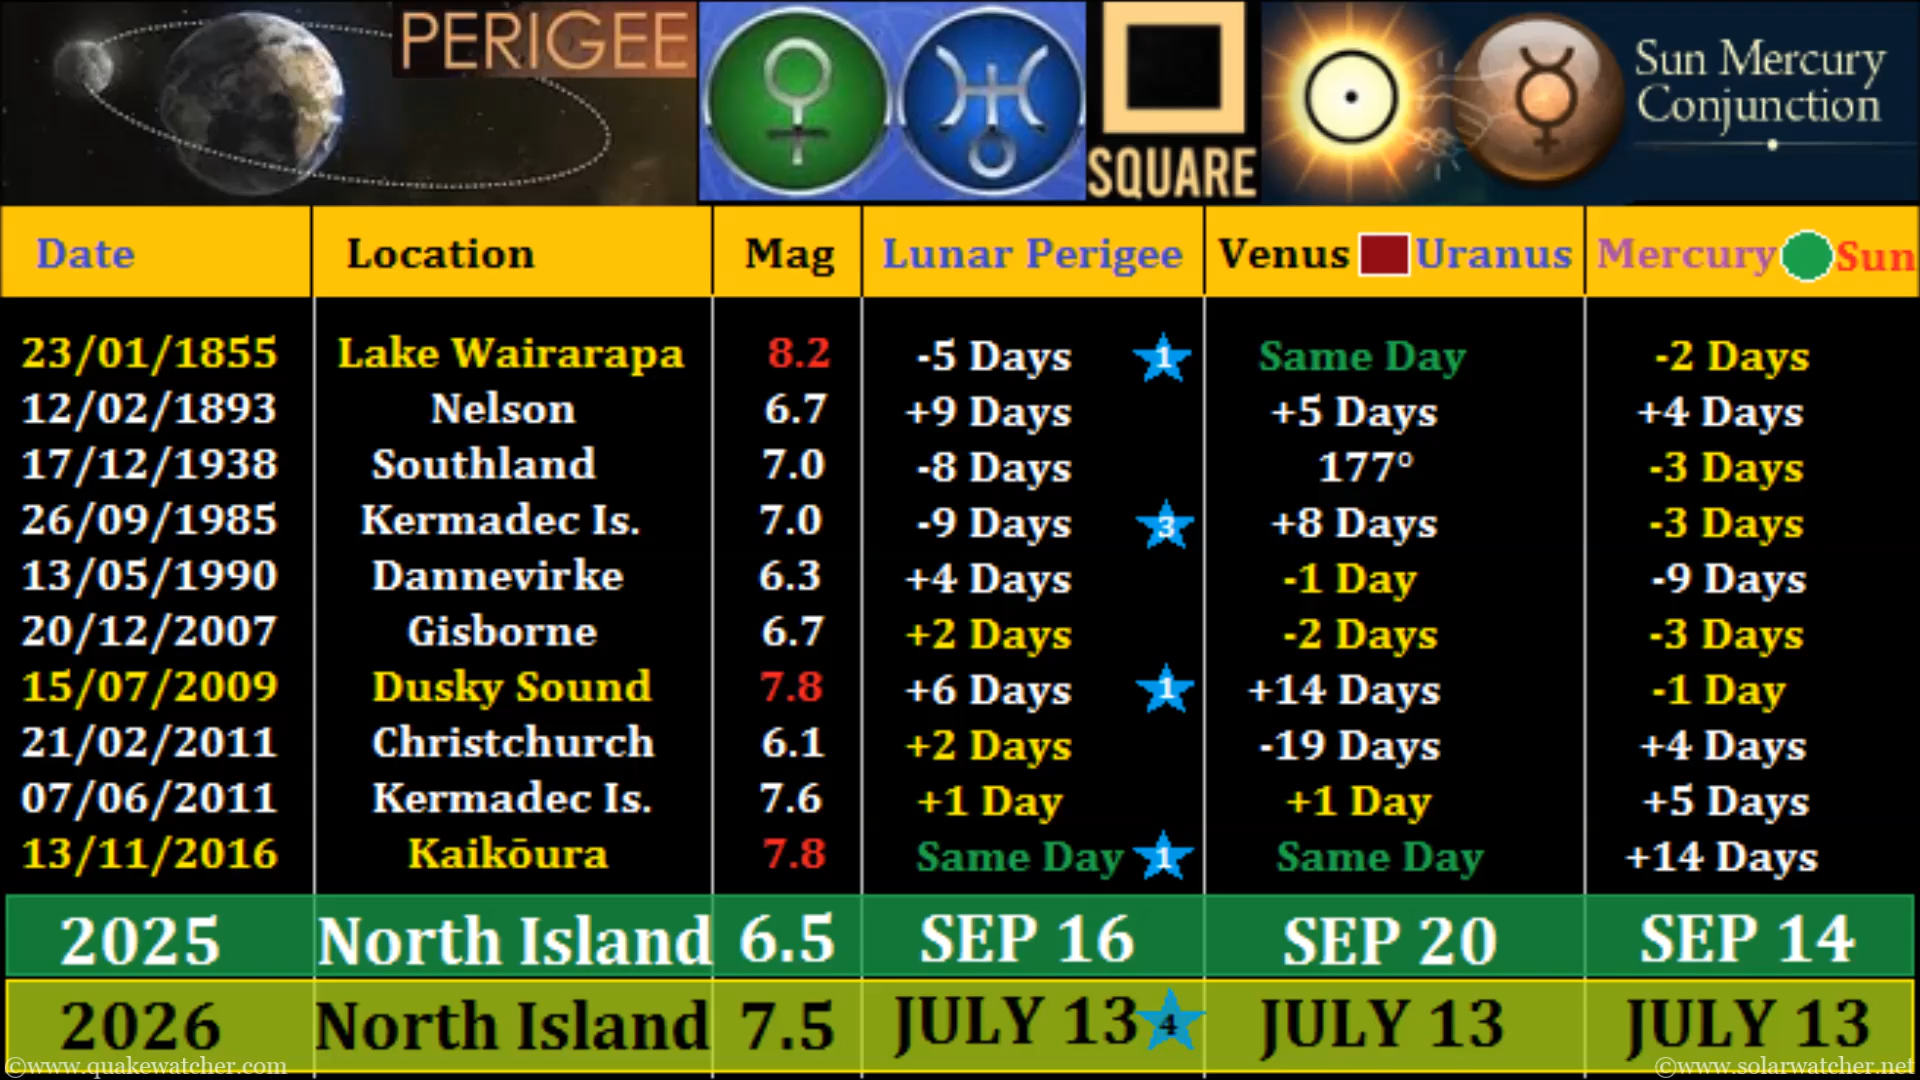 PERIGEE
SQUARE
Sun Mercury
Conjunction
Date Location Mag Lunar Perigee Venus Uranus Mercury Sun
23/01/1855 Lake Wairarapa 8.2 -5 Days 1 Same Day -2 Days
12/02/1893 Nelson 6.7 +9 Days +5 Days +4 Days
17/12/1938 Southland 7.0 -8 Days 177° -3 Days
26/09/1985 Kermadec Is. 7.0 -9 Days 3 +8 Days -3 Days
13/05/1990 Dannevirke 6.3 +4 Days -1 Day -9 Days
20/12/2007 Gisborne 6.7 +2 Days -2 Days -3 Days
15/07/2009 Dusky Sound 7.8 +6 Days 1 +14 Days -1 Day
21/02/2011 Christchurch 6.1 +2 Days -19 Days +4 Days
07/06/2011 Kermadec Is. 7.6 +1 Day +1 Day +5 Days
13/11/2016 Kaikōura 7.8 Same Day 1 Same Day +14 Days
2025 North Island 6.5 SEP 16 SEP 20 SEP 14
2026 North Island 7.5 JULY 13 4 JULY 13 JULY 13
©www.quakewatcher.com ©www.solarwatcher.net